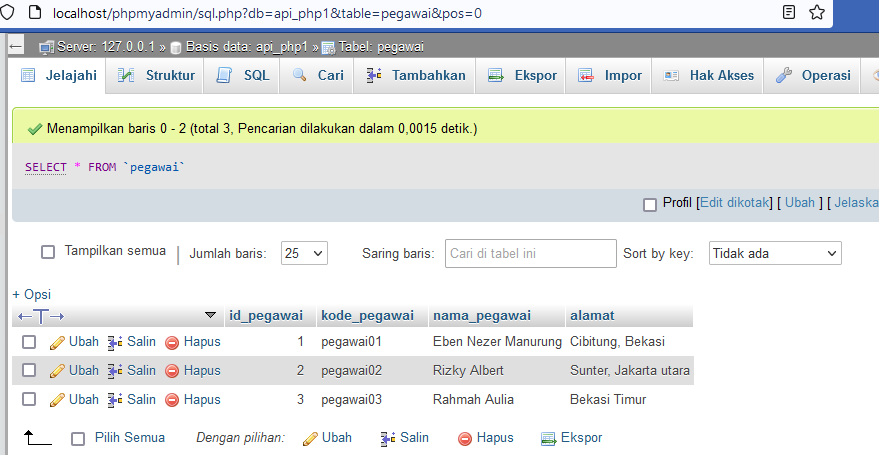 localhost/phpmyadmin/sql.php?db=api_php1&table=pegawai&pos=0
Server: 127.0.0.1 » Basis data: api_php1 » Tabel: pegawai
Jelajahi Struktur SQL Cari Tambahkan Ekspor Impor Hak Akses Operasi
Menampilkan baris 0 - 2 (total 3, Pencarian dilakukan dalam 0,0015 detik.)
SELECT * FROM `pegawai`
Profil [Edit dikotak] [ Ubah ] [ Jelaska
Tampilkan semua | Jumlah baris: 25 Saring baris: Cari di tabel ini Sort by key: Tidak ada
+ Opsi
←T→ id_pegawai kode_pegawai nama_pegawai alamat
Ubah Salin Hapus 1 pegawai01 Eben Nezer Manurung Cibitung, Bekasi
Ubah Salin Hapus 2 pegawai02 Rizky Albert Sunter, Jakarta utara
Ubah Salin Hapus 3 pegawai03 Rahmah Aulia Bekasi Timur
Pilih Semua Dengan pilihan: Ubah Salin Hapus Ekspor